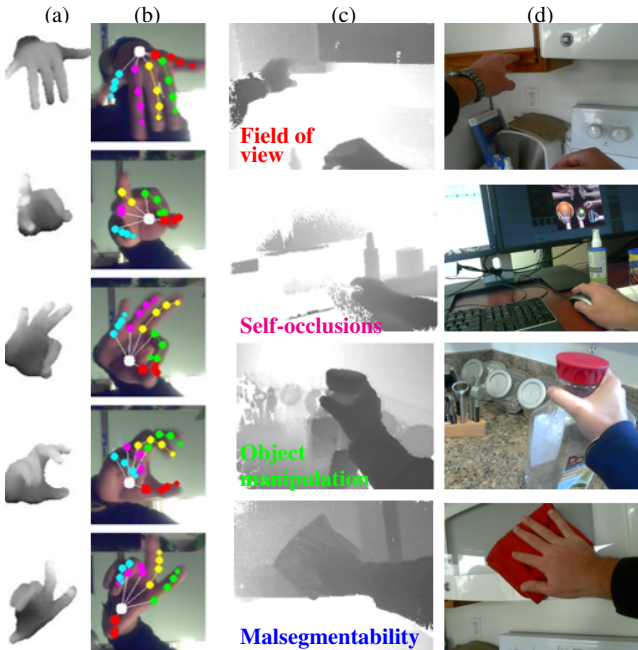 (a) (b) (c) (d)
Field of
view
Self-occlusions
Object
manipulation
Malsegmentability